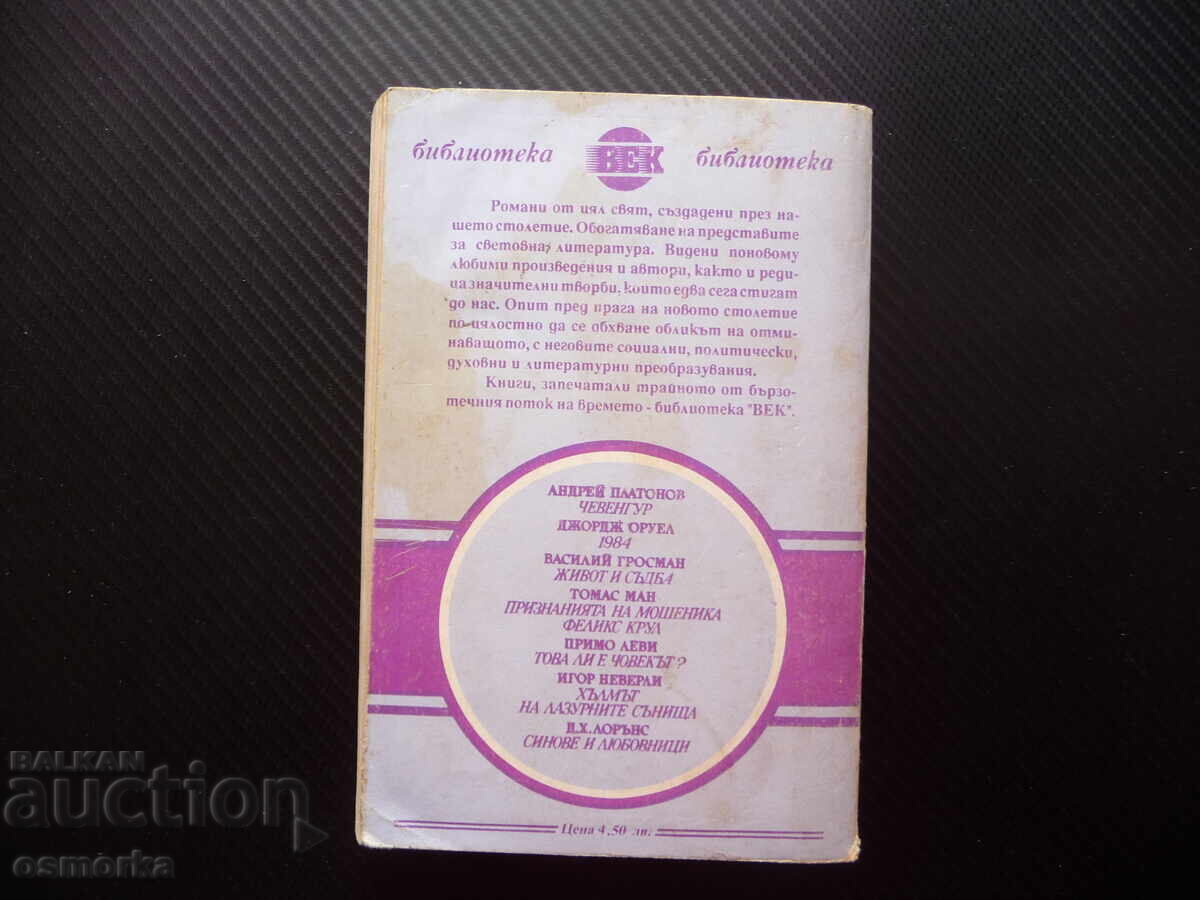 библиотека ВЕК библиотека
Романи от цял свят, създадени през на-
шето столетие. Обогатяване на представите
за световна литература. Видени поновому
любими произведения и автори, както и реди-
ца значителни творби, които едва сега стигат
до нас. Опит пред прага на новото столетие
по-цялостно да се обхване обликът на отми-
наващото, с неговите социални, политически,
духовни и литературни преобразувания.
Книги, запечатали трайното от бързо-
течния поток на времето - библиотека "ВЕК".
АНДРЕЙ ПЛАТОНОВ
ЧЕВЕНГУР
ДЖОРДЖ ОРУЕЛ
1984
ВАСИЛИЙ ГРОСМАН
ЖИВОТ И СЪДБА
ТОМАС МАН
ПРИЗНАНИЯТА НА МОШЕНИКА
ФЕЛИКС КРУЛ
ПРИМО ЛЕВИ
ТОВА ЛИ Е ЧОВЕКЪТ?
ИГОР НЕВЕРЛИ
ХЪЛМЪТ
НА ЛАЗУРНИТЕ СЪНИЩА
Д.Х.ЛОРЪНС
СИНОВЕ И ЛЮБОВНИЦИ
Цена 4,50 лв.
BALKAN
auction
osmorka